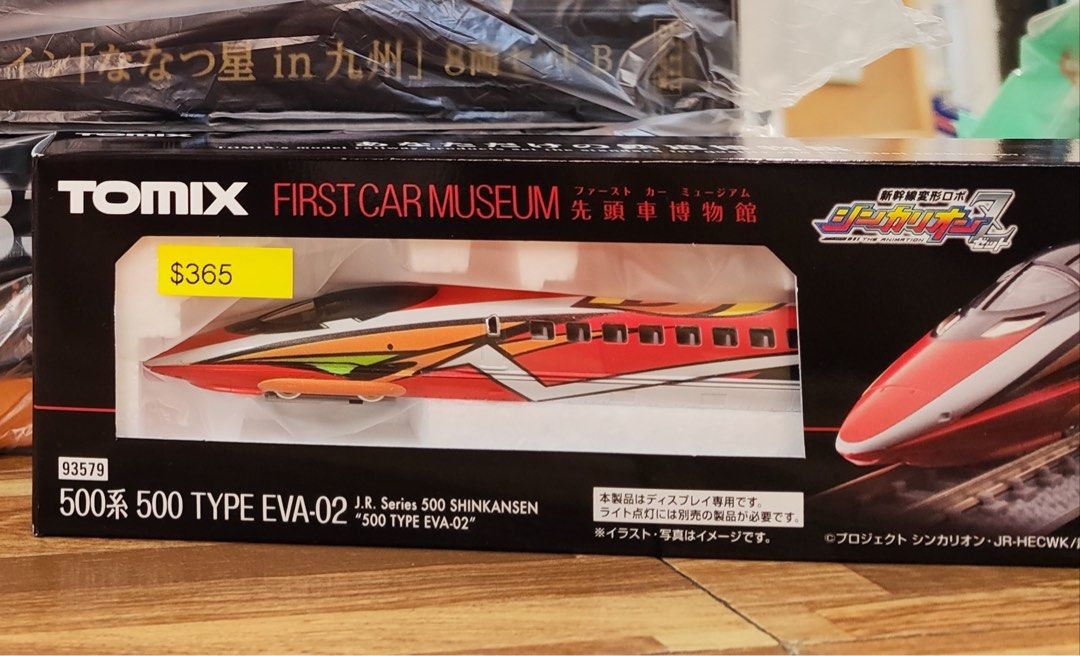 イン「ななつ星 in 九州」8両セットB
TOMIX
FIRST CAR MUSEUM
ファースト カー ミュージアム
先頭車博物館
新幹線変形ロボ
シンカリオンZ
THE ANIMATION
ゼット
$365
93579
500系 500 TYPE EVA-02
J.R. Series 500 SHINKANSEN
"500 TYPE EVA-02"
本製品はディスプレイ専用です。
ライト点灯には別売の製品が必要です。
※イラスト・写真はイメージです。
©プロジェクト シンカリオン・JR-HECWK/